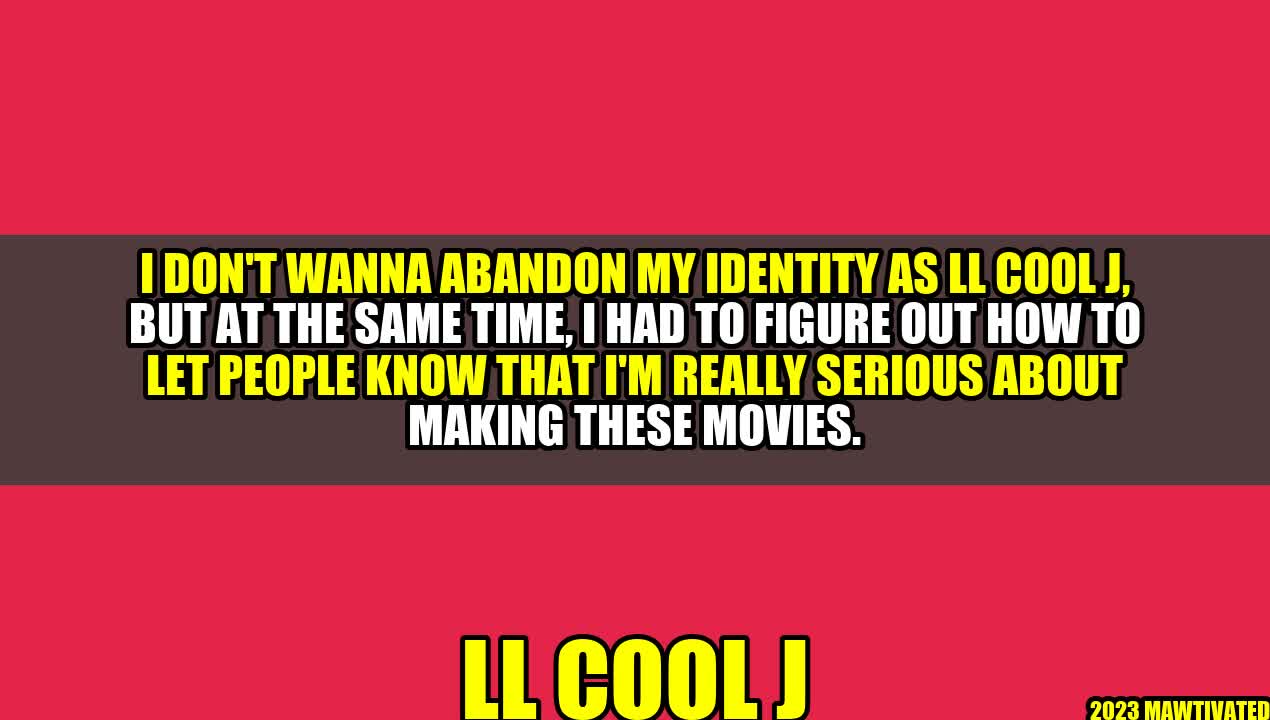 I DON'T WANNA ABANDON MY IDENTITY AS LL COOL J,
BUT AT THE SAME TIME, I HAD TO FIGURE OUT HOW TO
LET PEOPLE KNOW THAT I'M REALLY SERIOUS ABOUT
MAKING THESE MOVIES.
LL COOL J
2023 MAWTIVATED